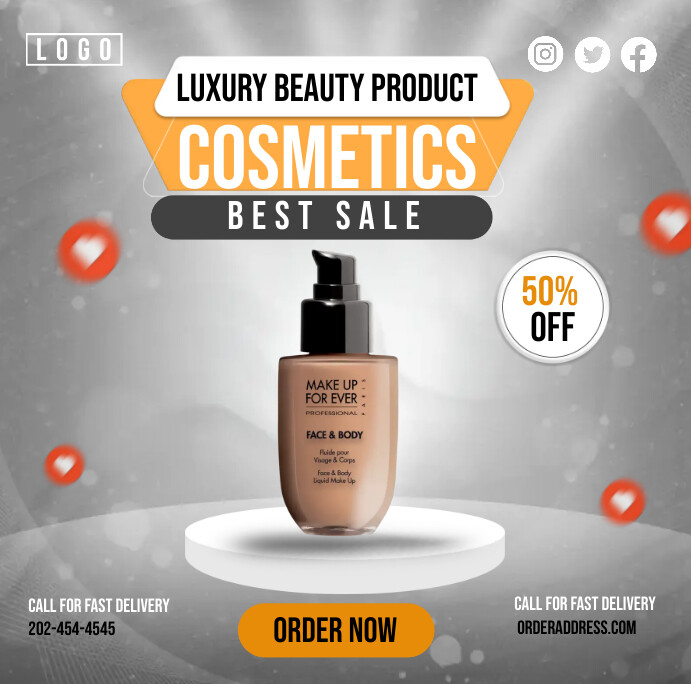 LOGO
LUXURY BEAUTY PRODUCT
COSMETICS
BEST SALE
50%
OFF
MAKE UP
FOR EVER
PARIS
PROFESSIONAL
FACE & BODY
Fluide pour
Visage & Corps
Face & Body
Liquid Make Up
CALL FOR FAST DELIVERY
202-454-4545
ORDER NOW
CALL FOR FAST DELIVERY
ORDERADDRESS.COM